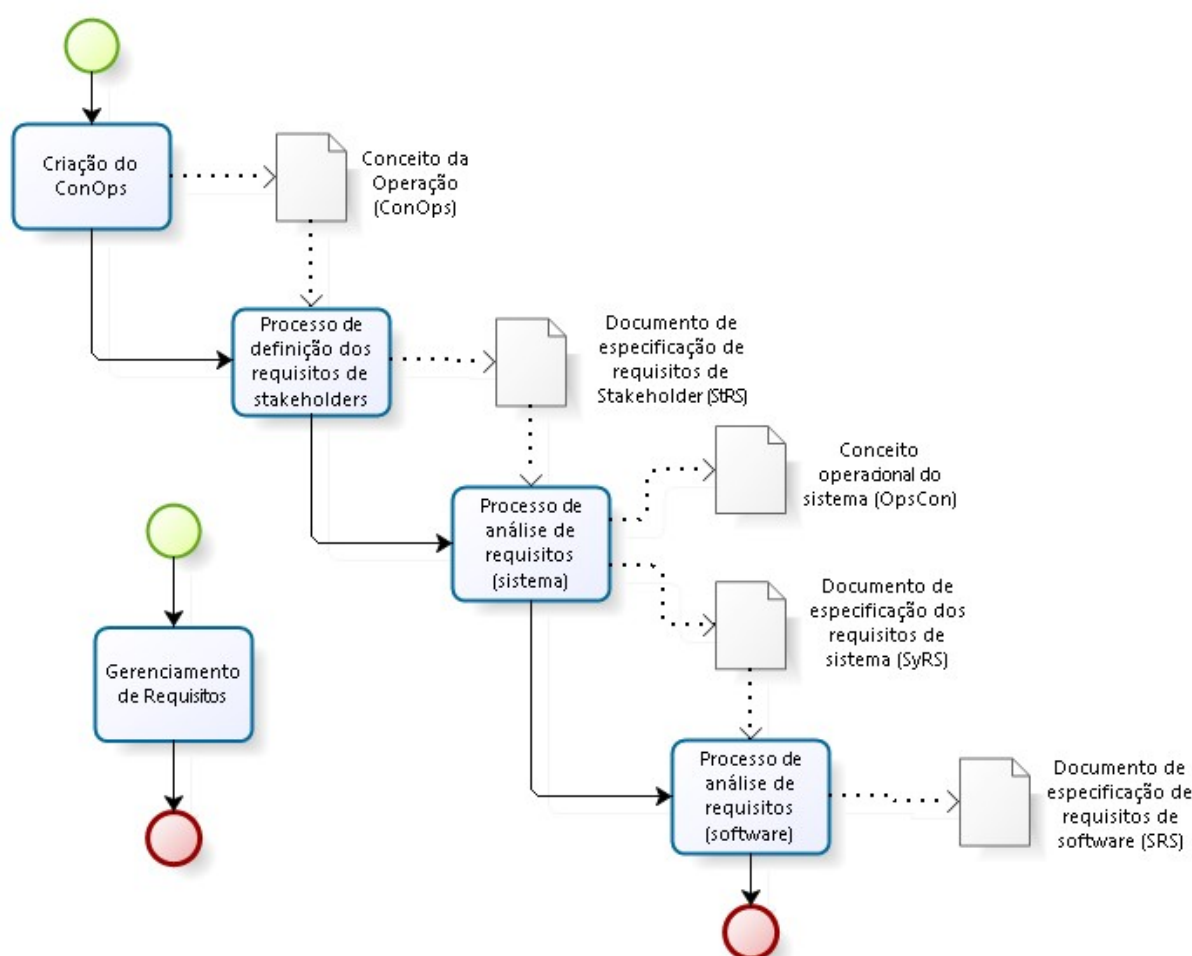 Criação do
ConOps
Conceito da
Operação
(ConOps)
Processo de
definição dos
requisitos de
stakeholders
Documento de
especificação de
requisitos de
Stakeholder (StRS)
Processo de
análise de
requisitos
(sistema)
Conceito
operacional do
sistema (OpsCon)
Documento de
especificação dos
requisitos de
sistema (SyRS)
Gerenciamento
de Requisitos
Processo de
análise de
requisitos
(software)
Documento de
especificação de
requisitos de
software (SRS)